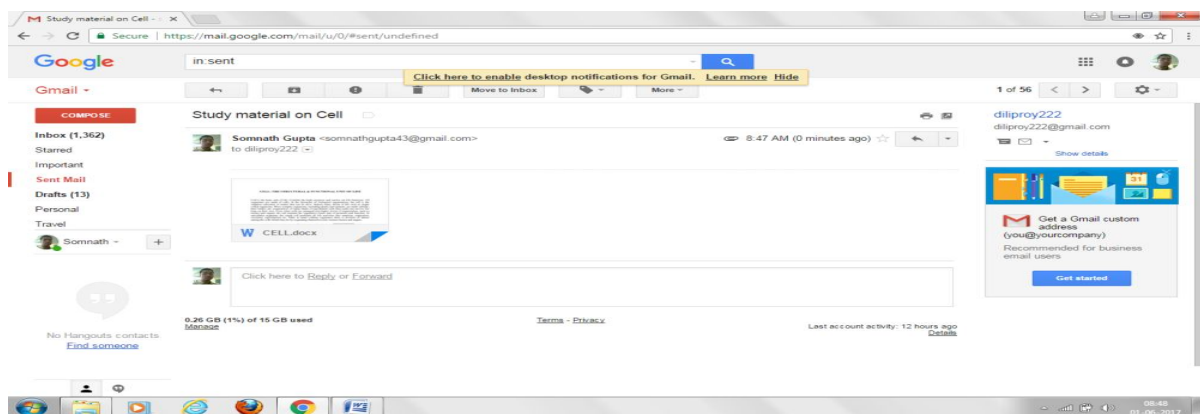 Study material on Cell -
Secure | https://mail.google.com/mail/u/0/#sent/undefined
Google
in:sent
Click here to enable desktop notifications for Gmail. Learn more Hide
Gmail
Move to Inbox
More
1 of 56
COMPOSE
Inbox (1,362)
Starred
Important
Sent Mail
Drafts (13)
Personal
Travel
Somnath
No Hangouts contacts
Find someone
Study material on Cell
Somnath Gupta <somnathgupta43@gmail.com>
8:47 AM (0 minutes ago)
to diliproy222
W CELL.docx
Click here to Reply or Forward
0.26 GB (1%) of 15 GB used
Manage
Terms - Privacy
Last account activity: 12 hours ago
Details
diliproy222
diliproy222@gmail.com
Show details
31
Get a Gmail custom
address
(you@yourcompany)
Recommended for business
email users
Get started
08:48
01-06-2017